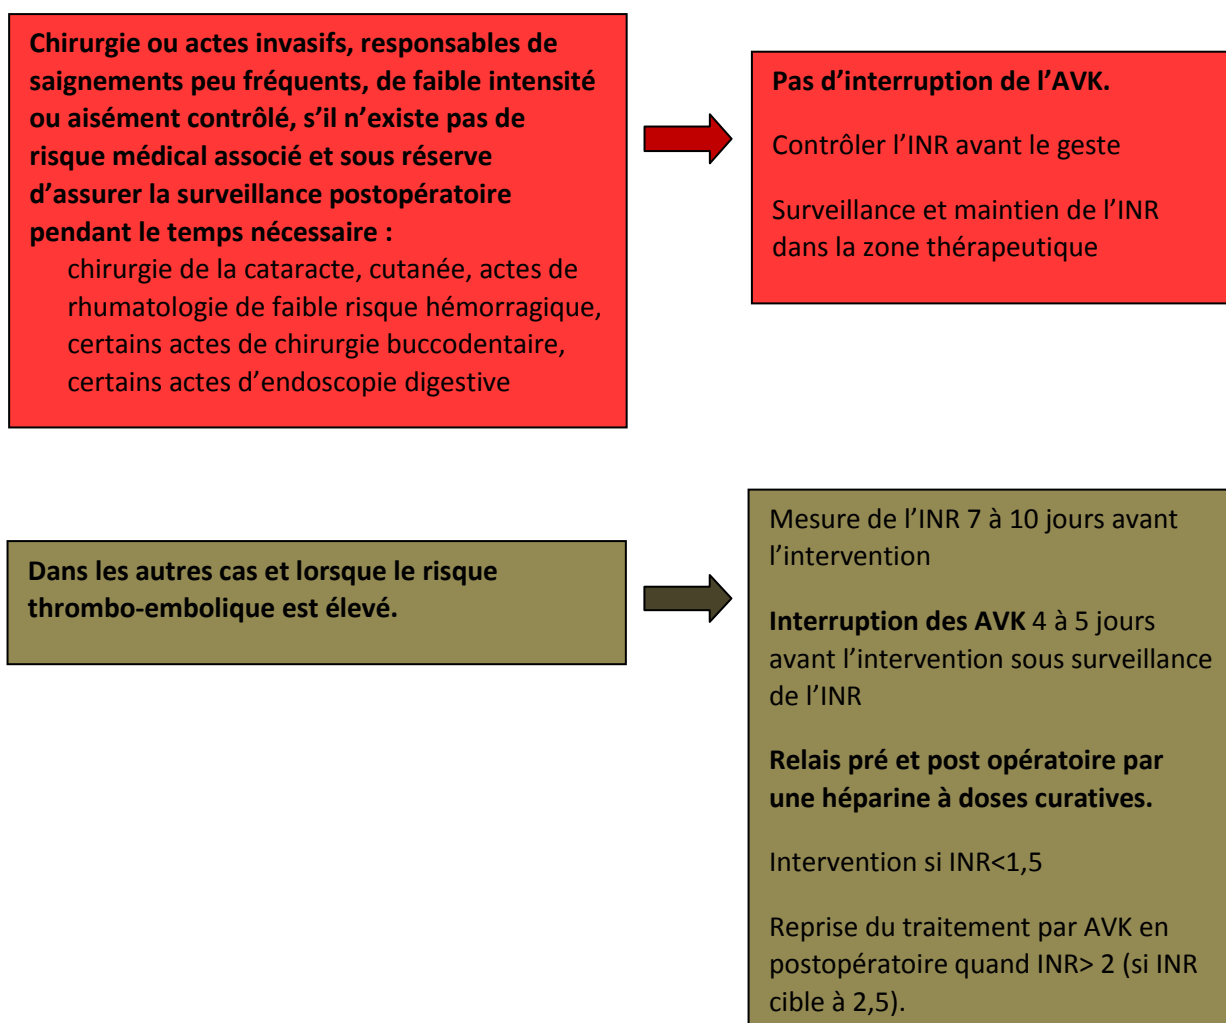 Chirurgie ou actes invasifs, responsables de
saignements peu fréquents, de faible intensité
ou aisément contrôlé, s’il n’existe pas de
risque médical associé et sous réserve
d’assurer la surveillance postopératoire
pendant le temps nécessaire :
chirurgie de la cataracte, cutanée, actes de
rhumatologie de faible risque hémorragique,
certains actes de chirurgie buccodentaire,
certains actes d’endoscopie digestive
Pas d’interruption de l’AVK.
Contrôler l’INR avant le geste
Surveillance et maintien de l’INR
dans la zone thérapeutique
Dans les autres cas et lorsque le risque
thrombo-embolique est élevé.
Mesure de l’INR 7 à 10 jours avant
l’intervention
Interruption des AVK 4 à 5 jours
avant l’intervention sous surveillance
de l’INR
Relais pré et post opératoire par
une héparine à doses curatives.
Intervention si INR<1,5
Reprise du traitement par AVK en
postopératoire quand INR> 2 (si INR
cible à 2,5).